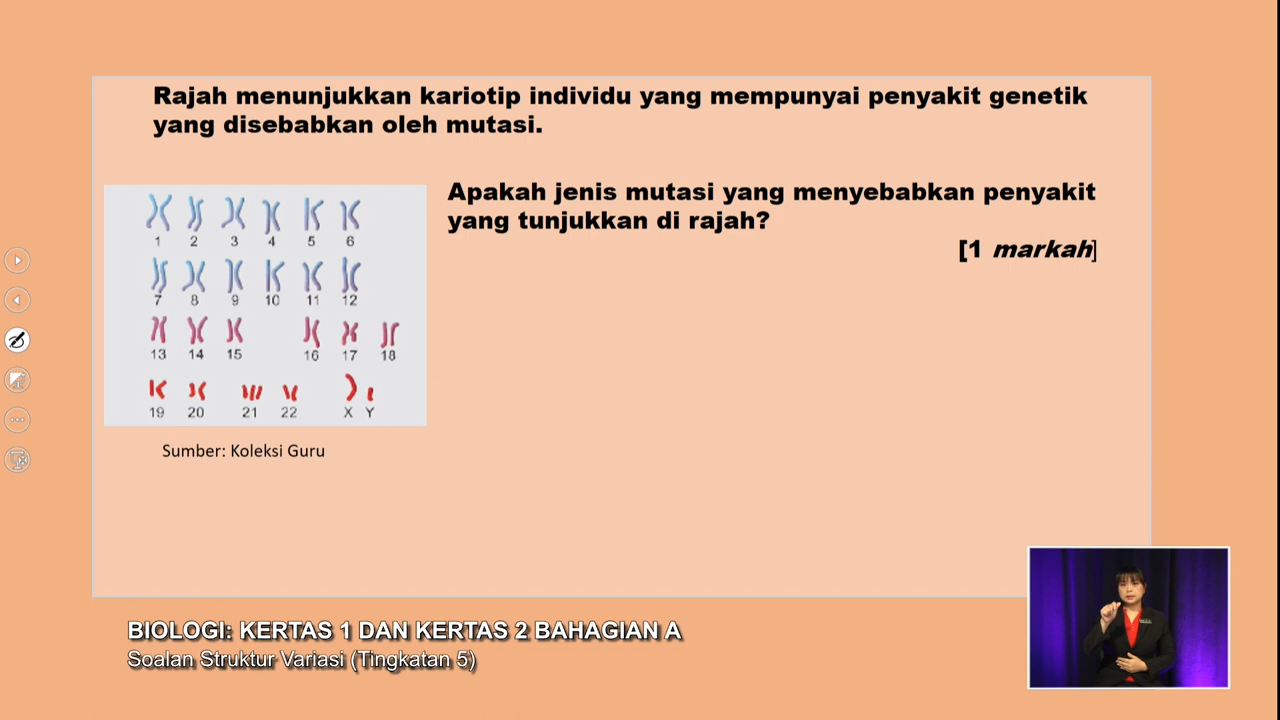 Rajah menunjukkan kariotip individu yang mempunyai penyakit genetik
yang disebabkan oleh mutasi.
Apakah jenis mutasi yang menyebabkan penyakit
yang tunjukkan di rajah?
[1 markah]
1 2 3 4 5 6
7 8 9 10 11 12
13 14 15 16 17 18
19 20 21 22 X Y
Sumber: Koleksi Guru
BIOLOGI: KERTAS 1 DAN KERTAS 2 BAHAGIAN A
Soalan Struktur Variasi (Tingkatan 5)